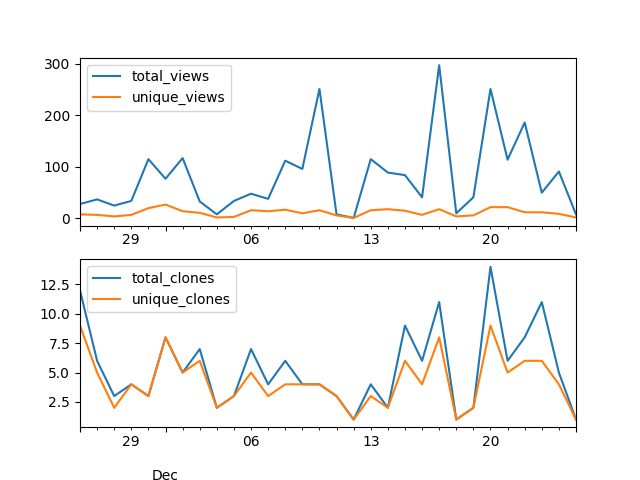 300
200
100
0
total_views
unique_views
29 06 13 20
12.5
10.0
7.5
5.0
2.5
total_clones
unique_clones
29 06 13 20
Dec